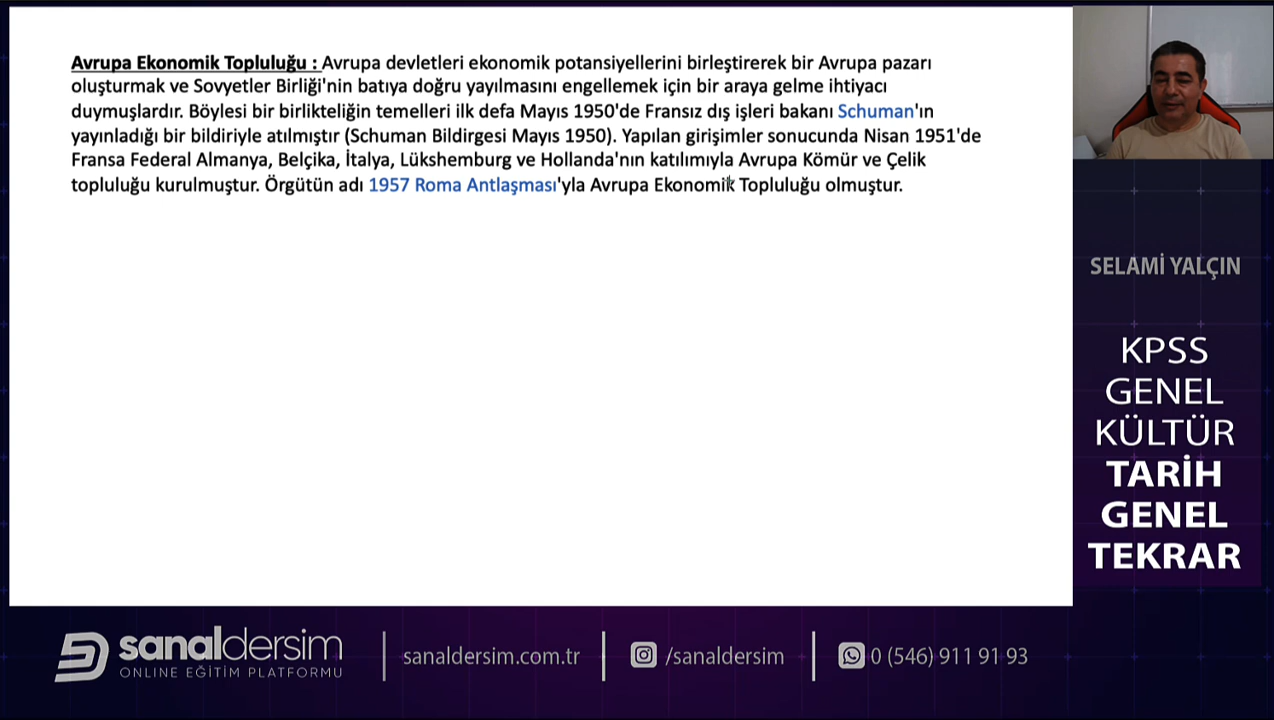 Avrupa Ekonomik Topluluğu : Avrupa devletleri ekonomik potansiyellerini birleştirerek bir Avrupa pazarı
oluşturmak ve Sovyetler Birliği'nin batıya doğru yayılmasını engellemek için bir araya gelme ihtiyacı
duymuşlardır. Böylesi bir birlikteliğin temelleri ilk defa Mayıs 1950'de Fransız dış işleri bakanı Schuman'ın
yayınladığı bir bildiriyle atılmıştır (Schuman Bildirgesi Mayıs 1950). Yapılan girişimler sonucunda Nisan 1951'de
Fransa Federal Almanya, Belçika, İtalya, Lükshemburg ve Hollanda'nın katılımıyla Avrupa Kömür ve Çelik
topluluğu kurulmuştur. Örgütün adı 1957 Roma Antlaşması'yla Avrupa Ekonomik Topluluğu olmuştur.
SELAMİ YALÇIN
KPSS
GENEL
KÜLTÜR
TARİH
GENEL
TEKRAR
sanaldersim
ONLINE EĞİTİM PLATFORMU
sanaldersim.com.tr
/sanaldersim
0 (546) 911 91 93